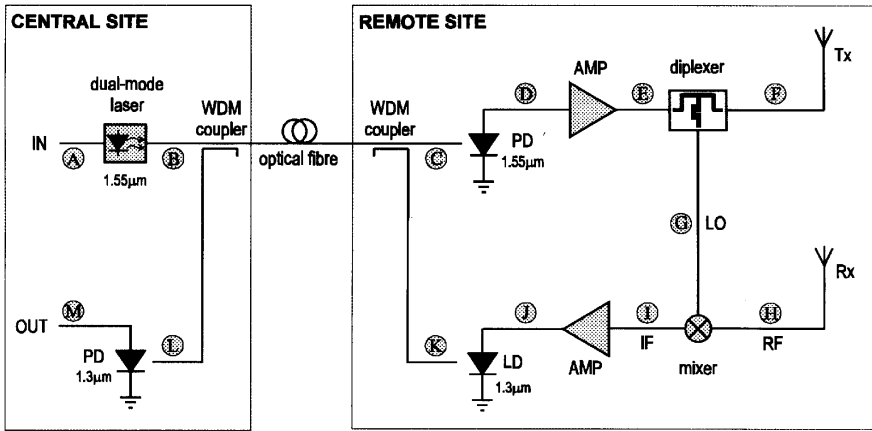 CENTRAL SITE
dual-mode
laser
WDM
coupler
IN
A
B
1.55μm
optical fibre
OUT
M
PD
1.3μm
L
REMOTE SITE
WDM
coupler
C
D
PD
1.55μm
AMP
E
diplexer
F
Tx
G
LO
Rx
J
I
H
K
LD
1.3μm
AMP
IF
mixer
RF